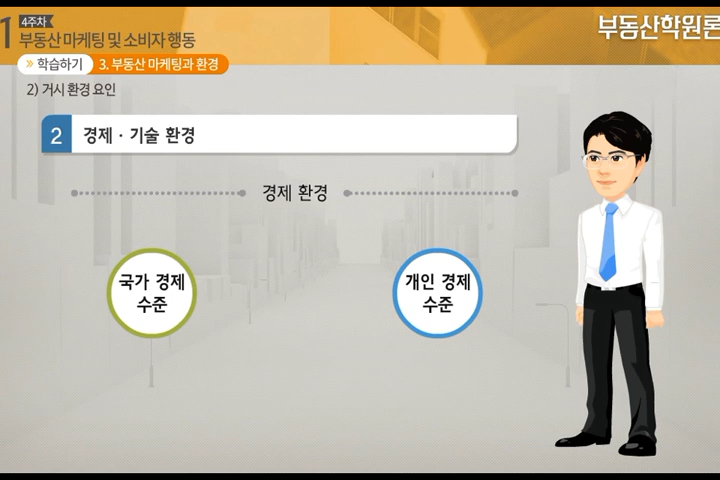 4주차
1 부동산 마케팅 및 소비자 행동
부동산학원론
» 학습하기
3. 부동산 마케팅과 환경
2) 거시 환경 요인
2 경제 · 기술 환경
경제 환경
국가 경제
수준
개인 경제
수준